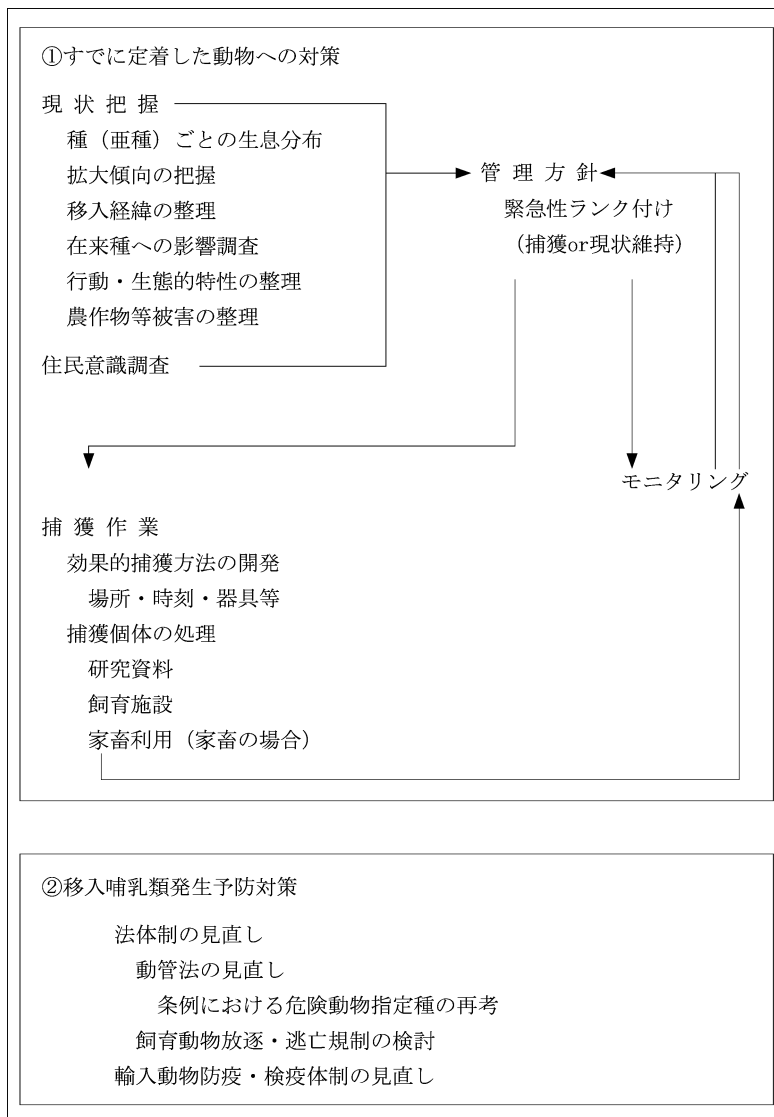 ①すでに定着した動物への対策
現状把握
種（亜種）ごとの生息分布
拡大傾向の把握
移入経緯の整理
在来種への影響調査
行動・生態的特性の整理
農作物等被害の整理
住民意識調査
管理方針
緊急性ランク付け
（捕獲or現状維持）
モニタリング
捕獲作業
効果的捕獲方法の開発
場所・時刻・器具等
捕獲個体の処理
研究資料
飼育施設
家畜利用（家畜の場合）
②移入哺乳類発生予防対策
法体制の見直し
動管法の見直し
条例における危険動物指定種の再考
飼育動物放逐・逃亡規制の検討
輸入動物防疫・検疫体制の見直し